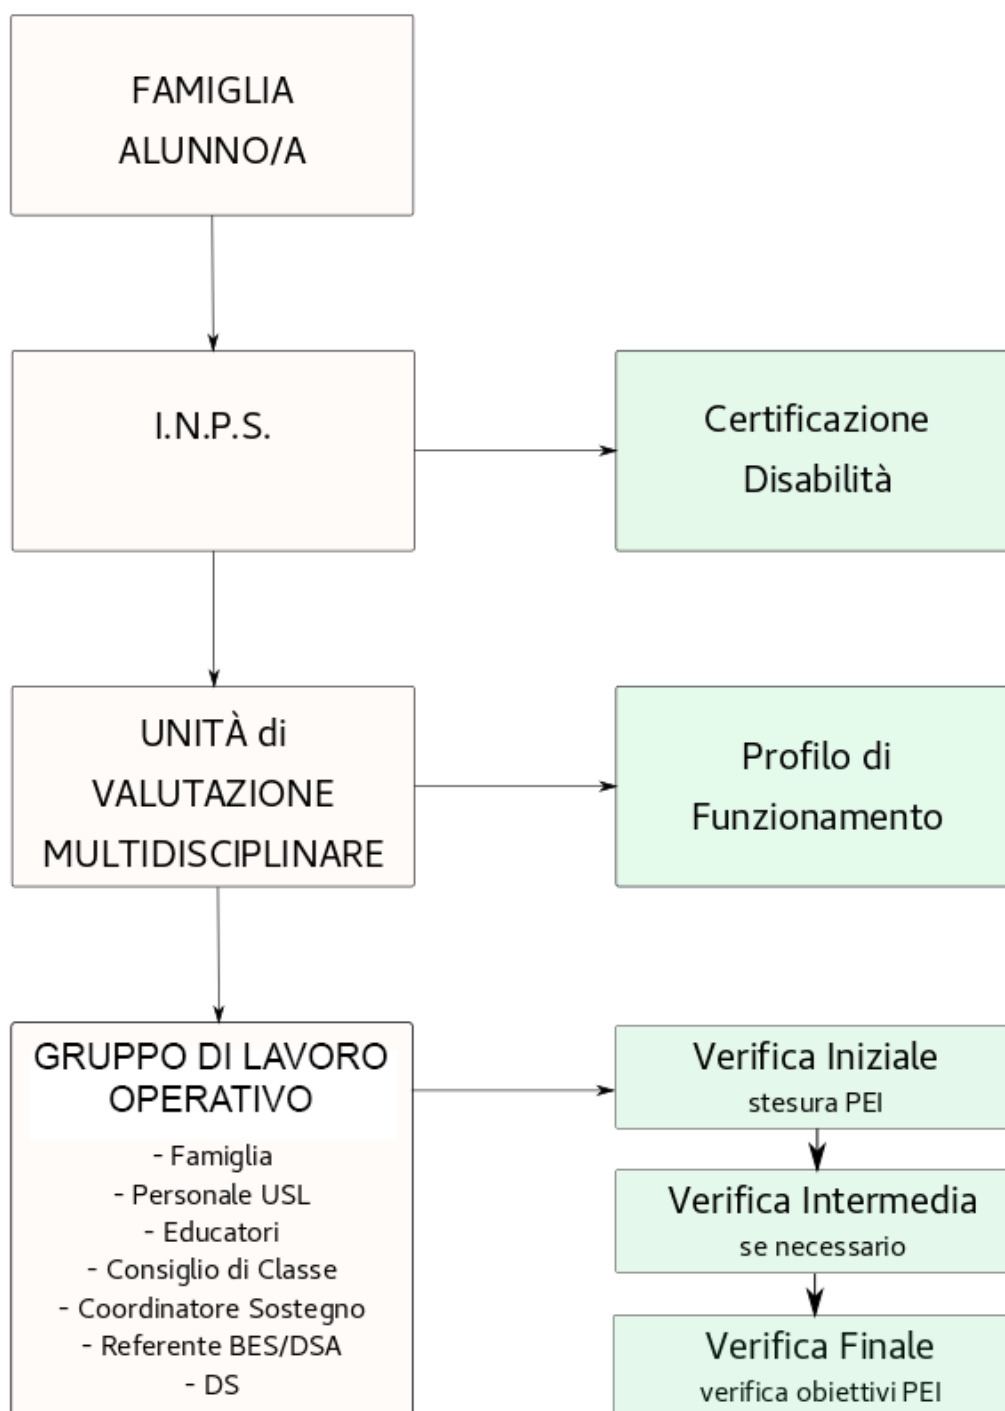 FAMIGLIA
ALUNNO/A
I.N.P.S.
Certificazione
Disabilità
UNITÀ di
VALUTAZIONE
MULTIDISCIPLINARE
Profilo di
Funzionamento
GRUPPO DI LAVORO
OPERATIVO
- Famiglia
- Personale USL
- Educatori
- Consiglio di Classe
- Coordinatore Sostegno
- Referente BES/DSA
- DS
Verifica Iniziale
stesura PEI
Verifica Intermedia
se necessario
Verifica Finale
verifica obiettivi PEI